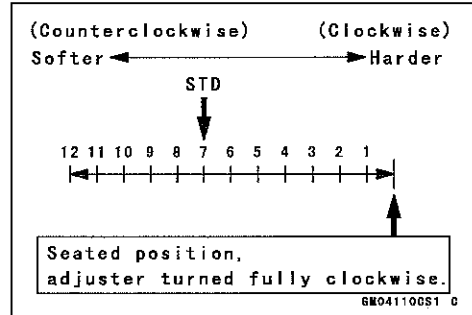 (Counterclockwise) (Clockwise)
Softer Harder
STD
12 11 10 9 8 7 6 5 4 3 2 1
Seated position,
adjuster turned fully clockwise.
GM041100S1 C